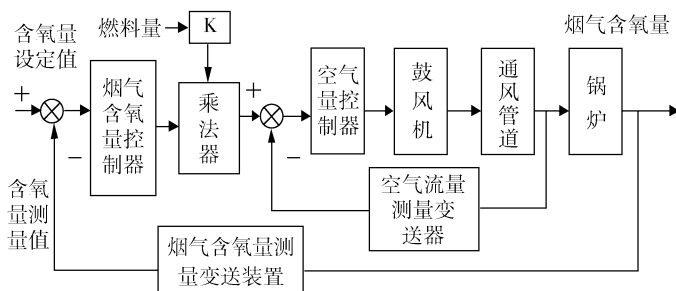 烟气含氧量
燃料量
K
含氧量
设定值
+
烟气
含氧
量控
制器
乘
法
器
+
空气
量控
制器
鼓
风
机
通
风
管
道
锅
炉
−
−
含氧
量测
量值
空气流量
测量变
送器
烟气含氧量测
量变送装置